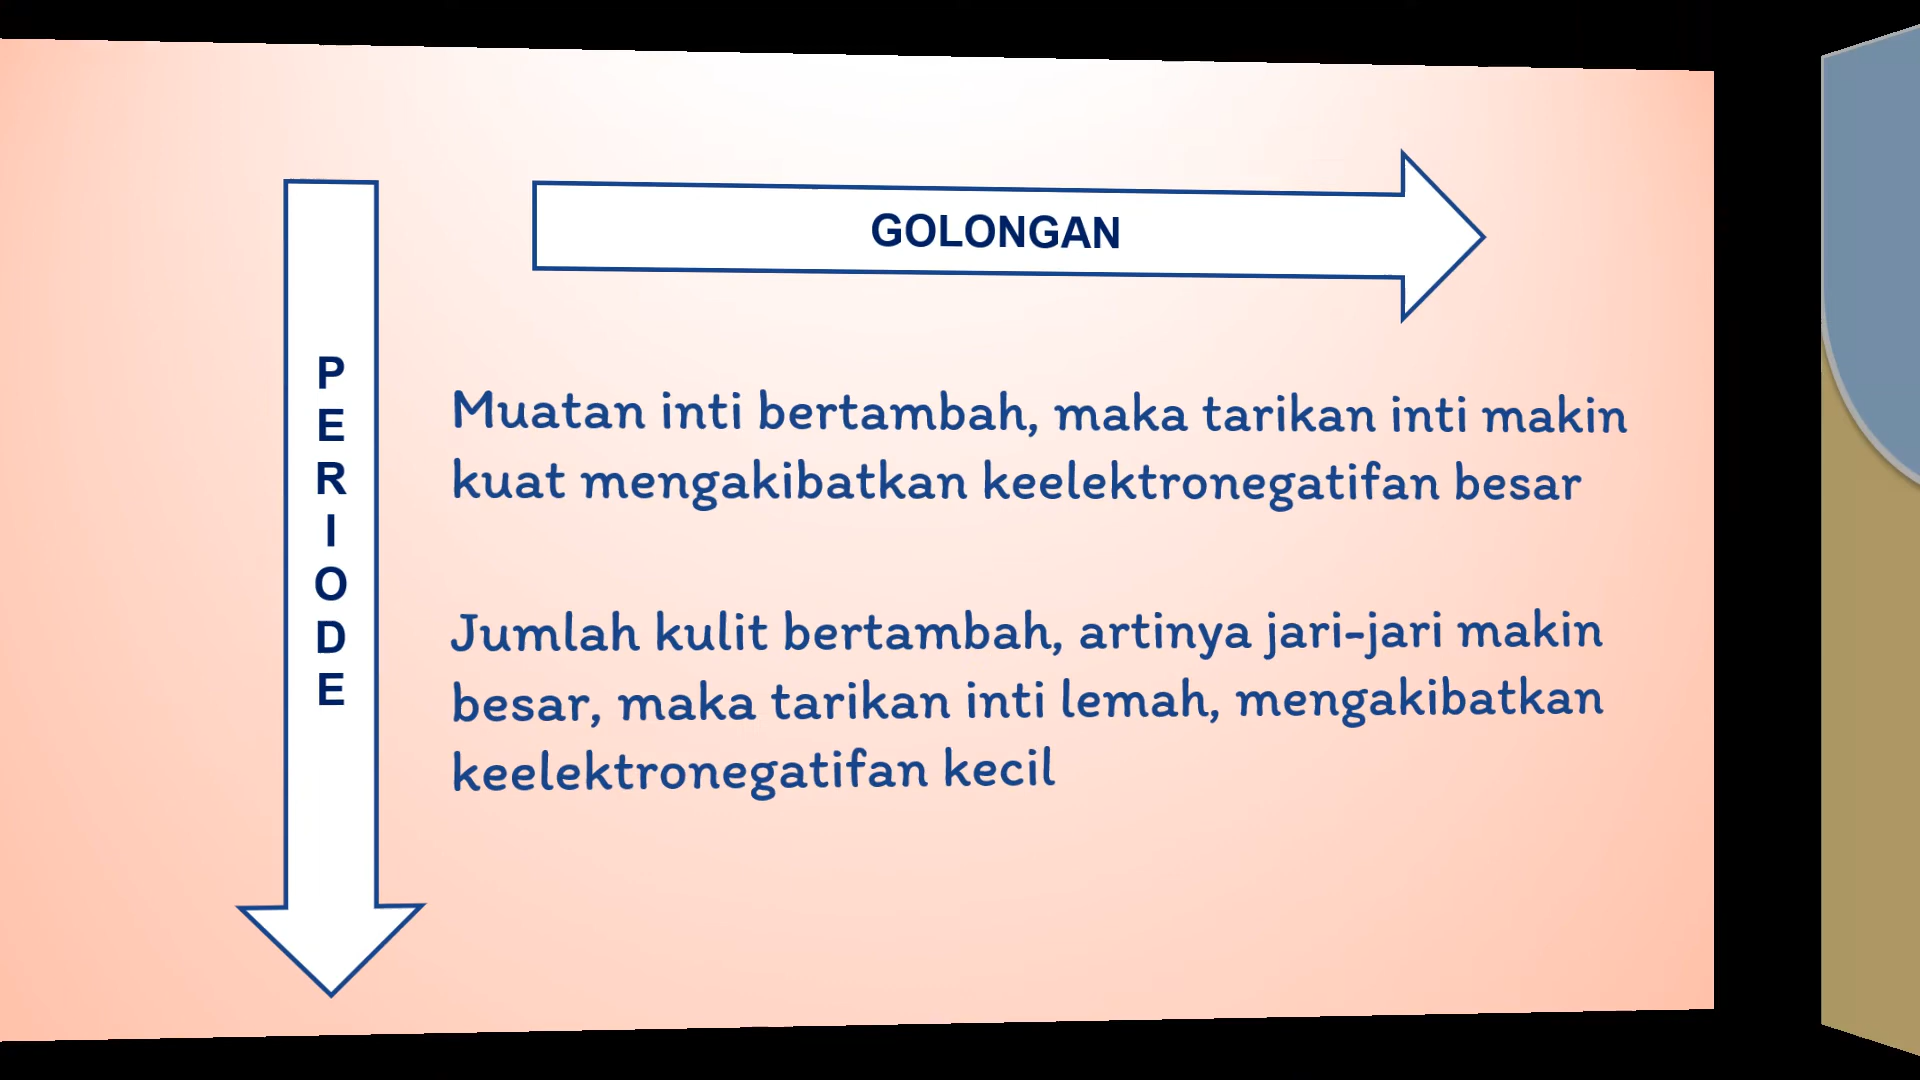 GOLONGAN
PERIODE
Muatan inti bertambah, maka tarikan inti makin
kuat mengakibatkan keelektronegatifan besar
Jumlah kulit bertambah, artinya jari-jari makin
besar, maka tarikan inti lemah, mengakibatkan
keelektronegatifan kecil